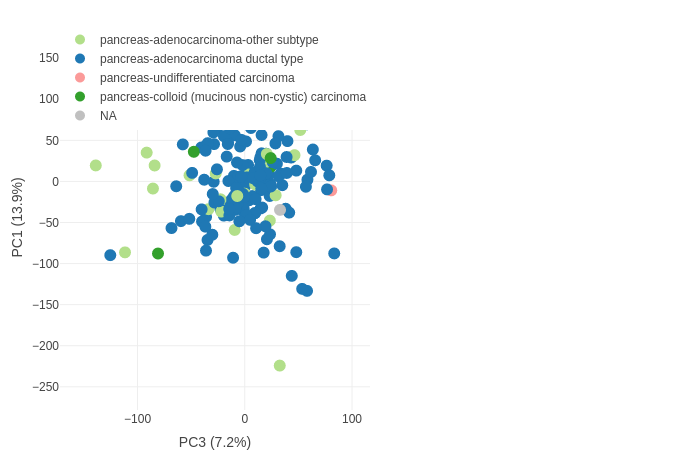 pancreas-adenocarcinoma-other subtype
pancreas-adenocarcinoma ductal type
pancreas-undifferentiated carcinoma
pancreas-colloid (mucinous non-cystic) carcinoma
NA
150
100
50
0
−50
−100
−150
−200
−250
PC1 (13.9%)
−100
0
100
PC3 (7.2%)